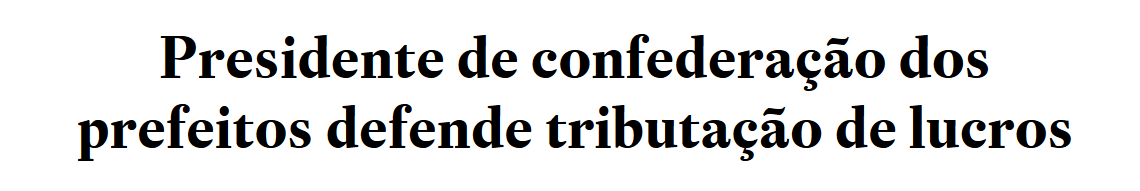 Presidente de confederação dos
prefeitos defende tributação de lucros